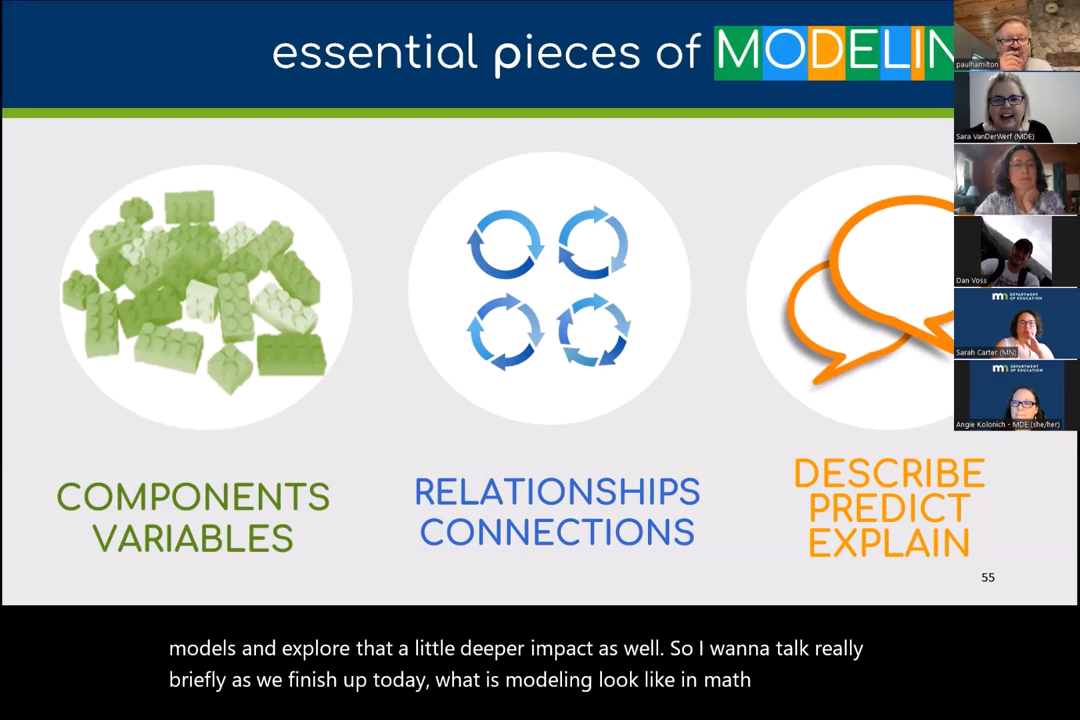 essential pieces of MODELIN
paulhamilton
Sara VanDerWerf (MDE)
Dan Voss
mn DEPARTMENT OF EDUCATION
Sarah Carter (MN)
mn DEPARTMENT OF EDUCATION
Angie Kolonich - MDE (she/her)
COMPONENTS
VARIABLES
RELATIONSHIPS
CONNECTIONS
DESCRIBE
PREDICT
EXPLAIN
55
models and explore that a little deeper impact as well. So I wanna talk really
briefly as we finish up today, what is modeling look like in math